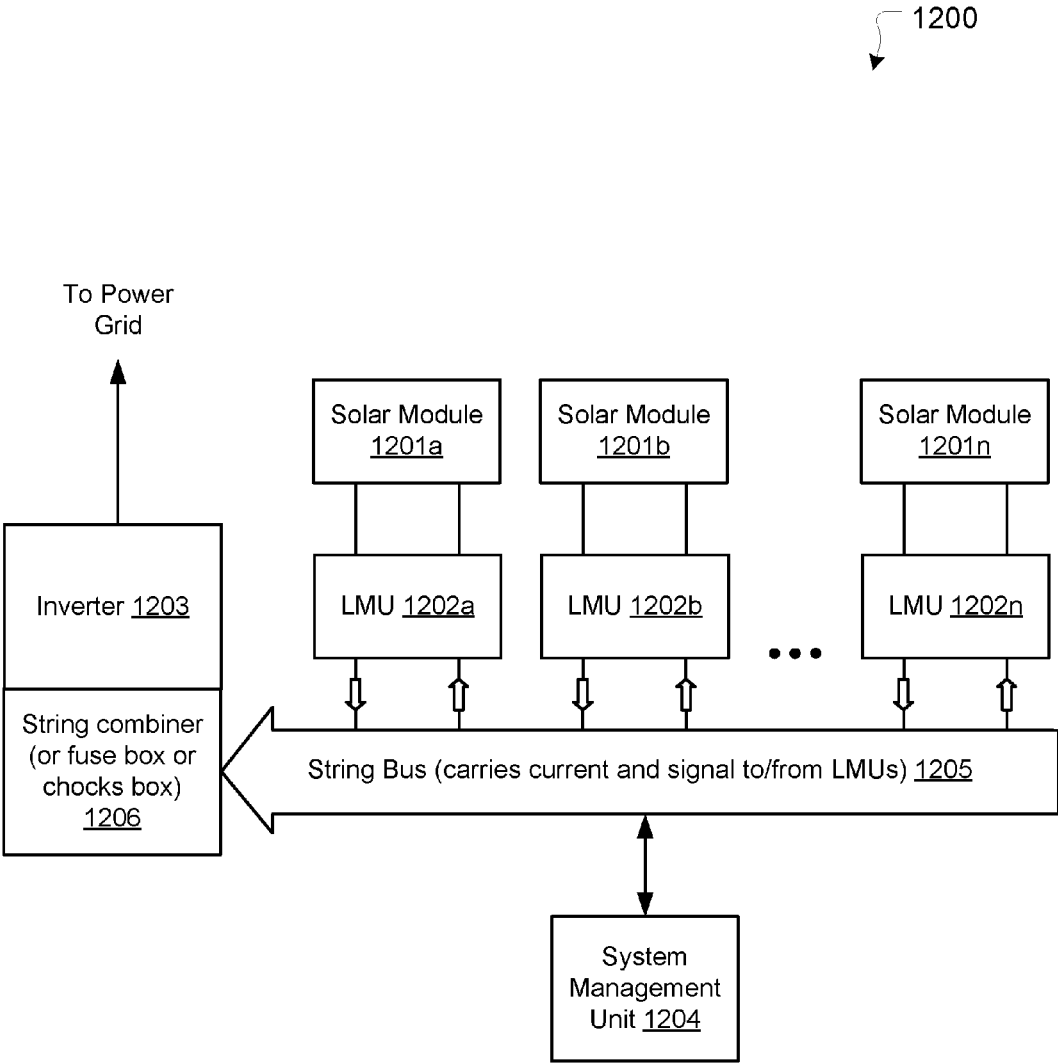 1200
To Power
Grid
Solar Module
1201a
Solar Module
1201b
Solar Module
1201n
Inverter 1203
LMU 1202a
LMU 1202b
LMU 1202n
String combiner
(or fuse box or
chocks box)
1206
String Bus (carries current and signal to/from LMUs) 1205
System
Management
Unit 1204